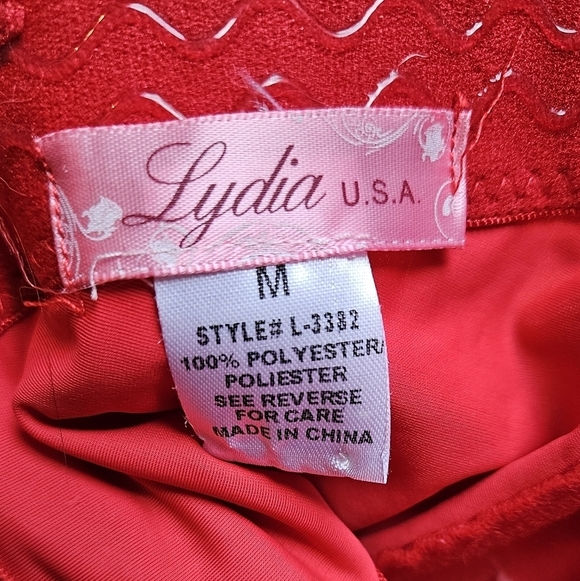 Lydia U.S.A.
M
STYLE# L-3382
100% POLYESTER/
POLIESTER
SEE REVERSE
FOR CARE
MADE IN CHINA